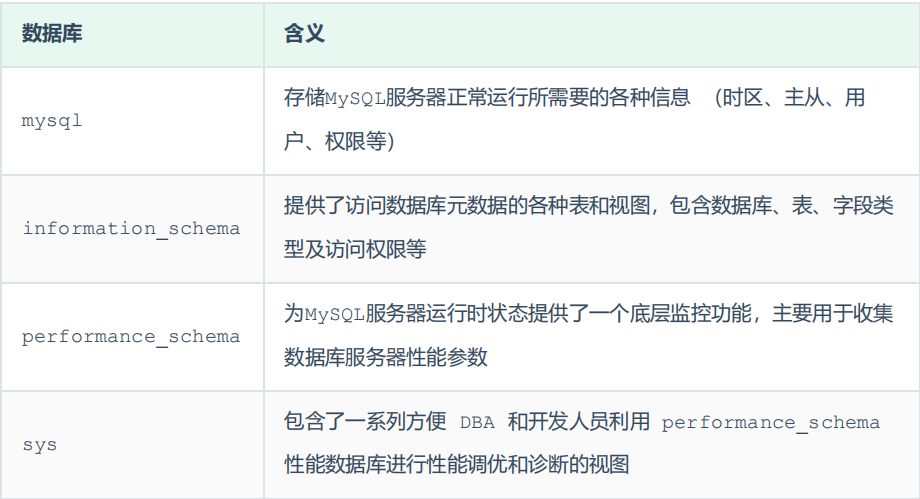 数据库 含义
mysql
存储MySQL服务器正常运行所需要的各种信息 （时区、主从、用
户、权限等）
information_schema
提供了访问数据库元数据的各种表和视图，包含数据库、表、字段类
型及访问权限等
performance_schema
为MySQL服务器运行时状态提供了一个底层监控功能，主要用于收集
数据库服务器性能参数
sys
包含了一系列方便 DBA 和开发人员利用 performance_schema
性能数据库进行性能调优和诊断的视图